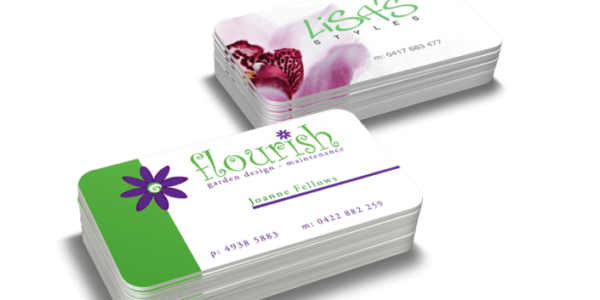 LiSA'S
STYLES
m: 0417 683 477
flourish
garden design - maintenance
Joanne Fellows
p: 4938 5883 m: 0422 882 259